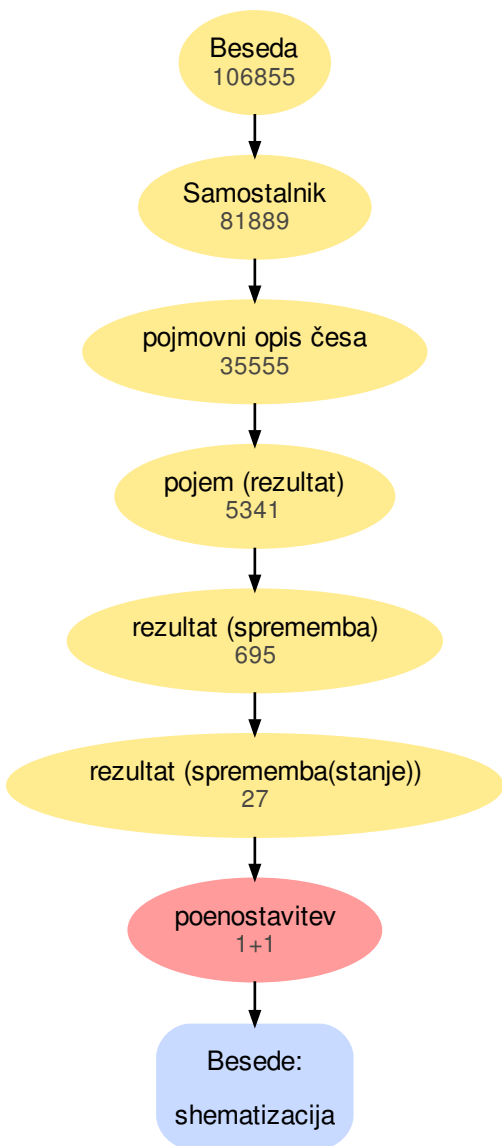 Beseda
106855
Samostalnik
81889
pojmovni opis česa
35555
pojem (rezultat)
5341
rezultat (sprememba)
695
rezultat (sprememba(stanje))
27
poenostavitev
1+1
Besede:
shematizacija